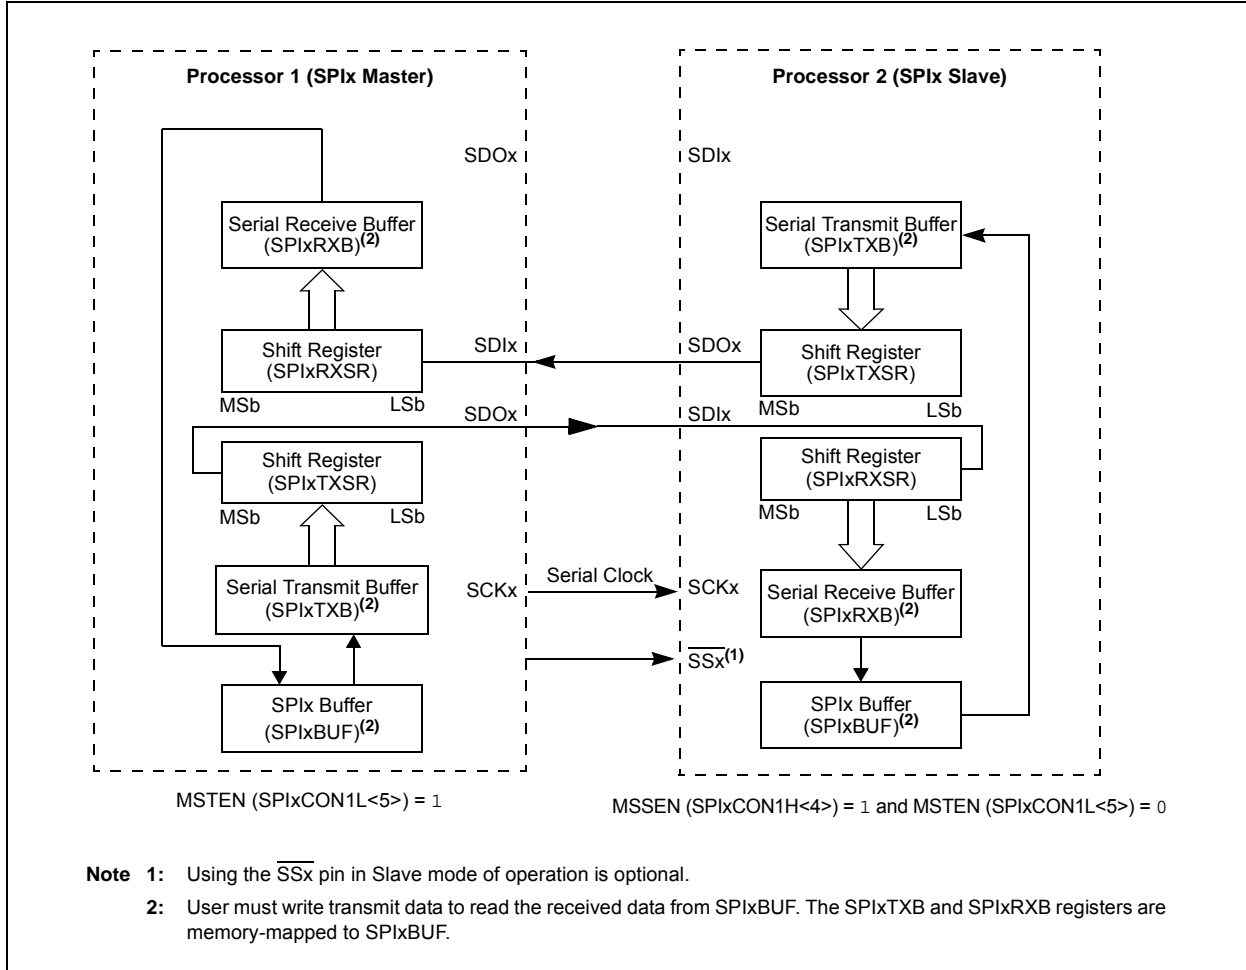 Processor 1 (SPIx Master)
SDOx
Serial Receive Buffer
(SPIxRXB)(2)
Shift Register
(SPIxRXSR)
MSb LSb
SDIx
SDOx
Shift Register
(SPIxTXSR)
MSb LSb
Serial Transmit Buffer
(SPIxTXB)(2)
SCKx
SPIx Buffer
(SPIxBUF)(2)
MSTEN (SPIxCON1L<5>) = 1
Serial Clock
Processor 2 (SPIx Slave)
SDIx
Serial Transmit Buffer
(SPIxTXB)(2)
SDOx
Shift Register
(SPIxTXSR)
MSb LSb
SDIx
Shift Register
(SPIxRXSR)
MSb LSb
SCKx
Serial Receive Buffer
(SPIxRXB)(2)
SSx(1)
SPIx Buffer
(SPIxBUF)(2)
MSSEN (SPIxCON1H<4>) = 1 and MSTEN (SPIxCON1L<5>) = 0
Note 1: Using the SSx pin in Slave mode of operation is optional.
2: User must write transmit data to read the received data from SPIxBUF. The SPIxTXB and SPIxRXB registers are
memory-mapped to SPIxBUF.